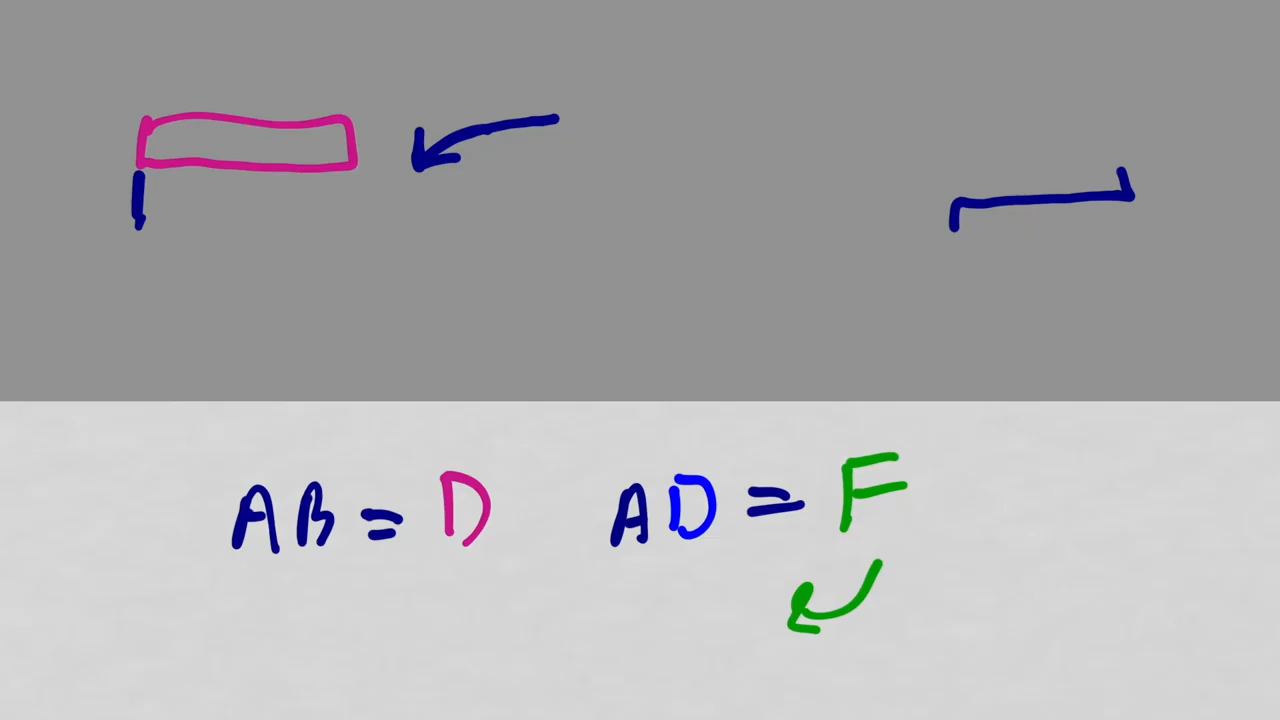 AB = D AD = F